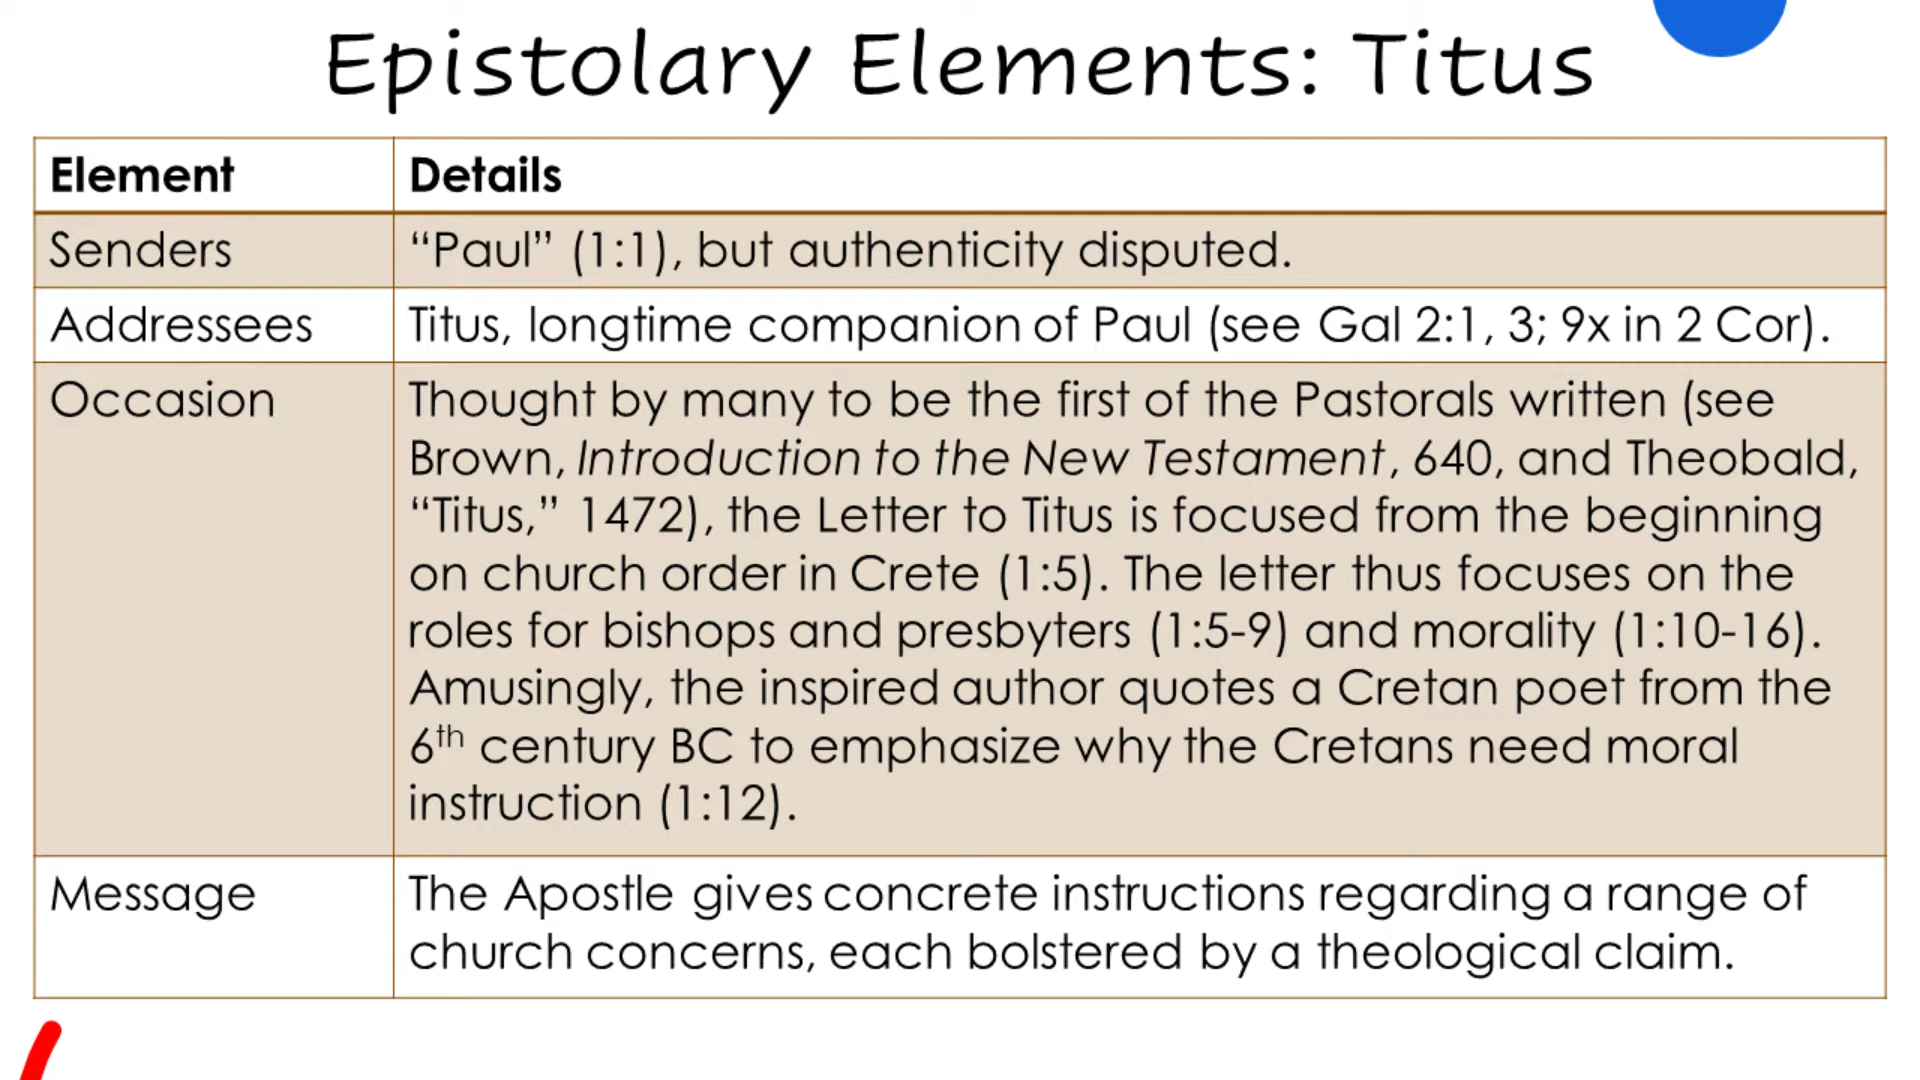 Epistolary Elements: Titus
Element
Details
Senders
“Paul” (1:1), but authenticity disputed.
Addressees
Titus, longtime companion of Paul (see Gal 2:1, 3; 9x in 2 Cor).
Occasion
Thought by many to be the first of the Pastorals written (see
Brown, Introduction to the New Testament, 640, and Theobald,
“Titus,” 1472), the Letter to Titus is focused from the beginning
on church order in Crete (1:5). The letter thus focuses on the
roles for bishops and presbyters (1:5-9) and morality (1:10-16).
Amusingly, the inspired author quotes a Cretan poet from the
6th century BC to emphasize why the Cretans need moral
instruction (1:12).
Message
The Apostle gives concrete instructions regarding a range of
church concerns, each bolstered by a theological claim.